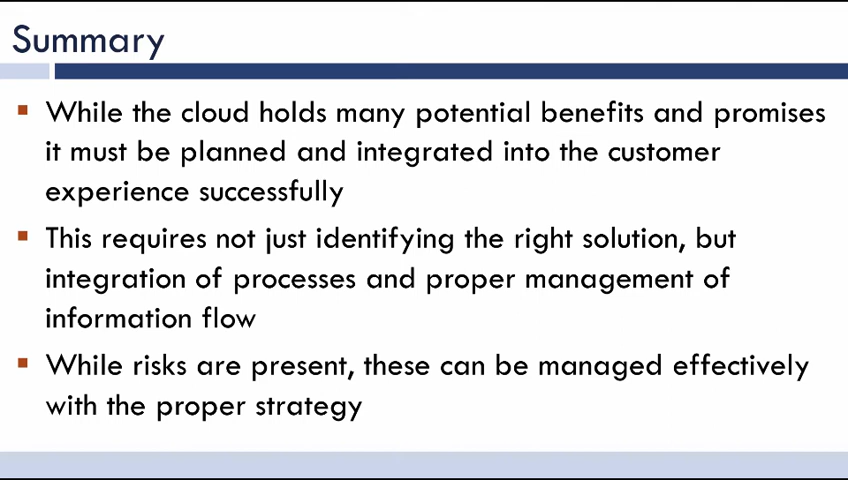 Summary
While the cloud holds many potential benefits and promises
it must be planned and integrated into the customer
experience successfully
This requires not just identifying the right solution, but
integration of processes and proper management of
information flow
While risks are present, these can be managed effectively
with the proper strategy